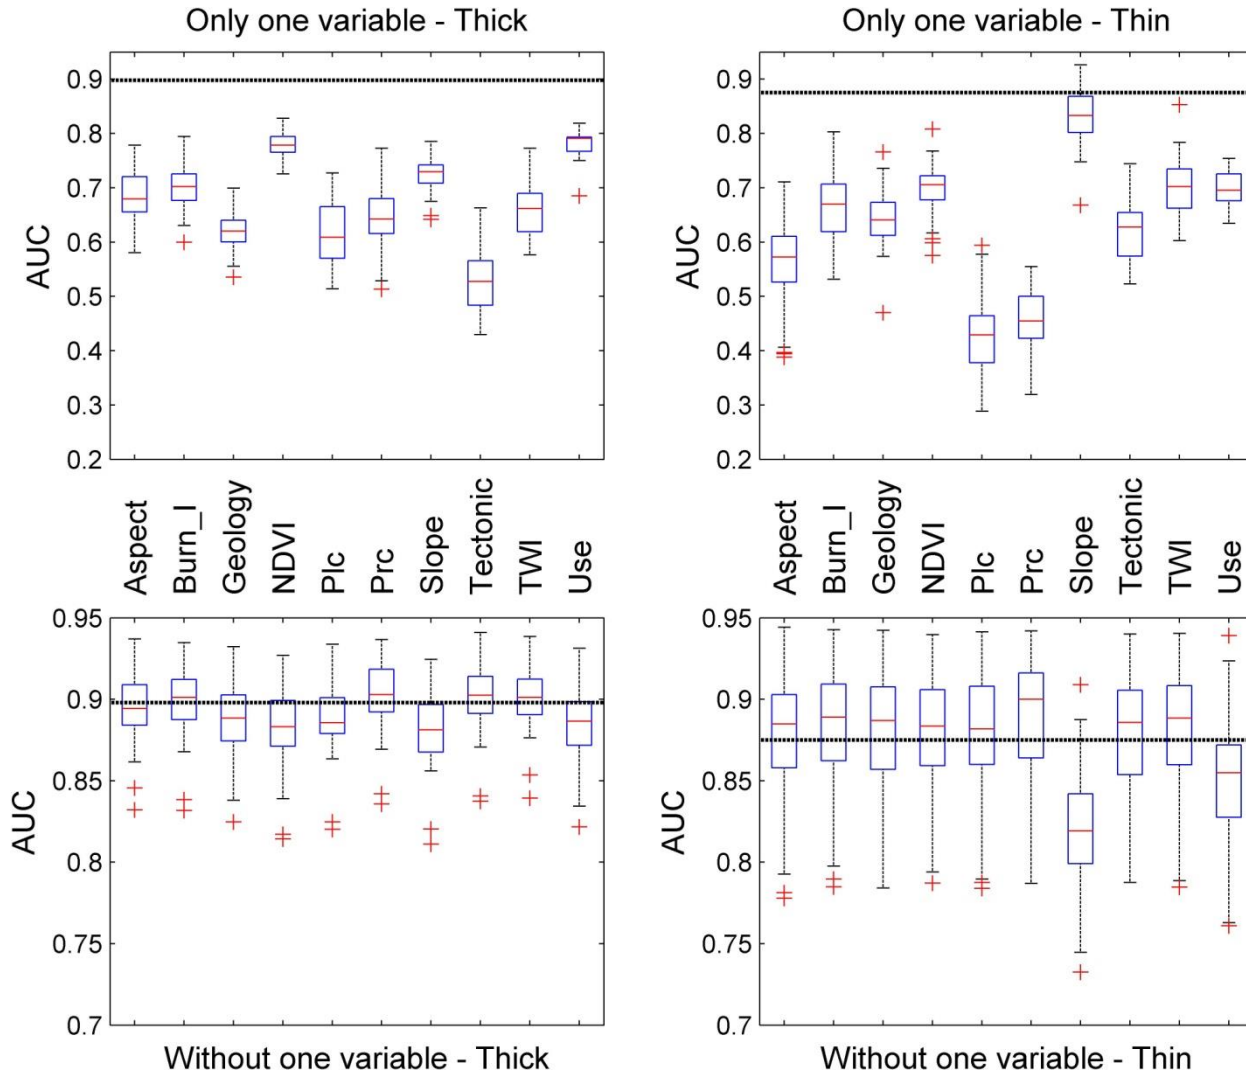 Only one variable - Thick
Only one variable - Thin
0.9
0.8
0.7
0.6
0.5
0.4
0.3
0.2
AUC
0.9
0.8
0.7
0.6
0.5
0.4
0.3
0.2
AUC
Aspect
Burn_I
Geology
NDVI
Plc
Prc
Slope
Tectonic
TWI
Use
Aspect
Burn_I
Geology
NDVI
Plc
Prc
Slope
Tectonic
TWI
Use
0.95
0.9
0.85
0.8
0.75
0.7
AUC
0.95
0.9
0.85
0.8
0.75
0.7
AUC
Without one variable - Thick
Without one variable - Thin